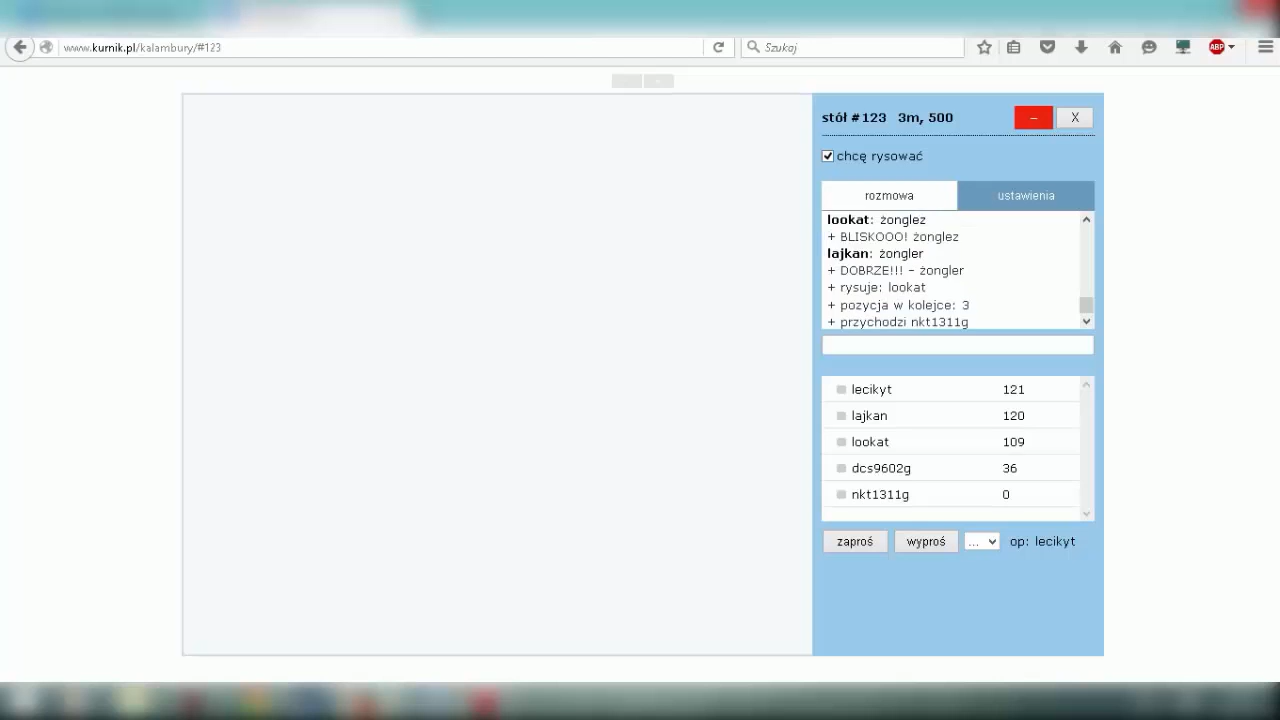 www.kurnik.pl/kalambury/#123
Szukaj
ABP
stół #123 3m, 500
–
X
chcę rysować
rozmowa
ustawienia
lookat: żonglez
+ BLISKOOO! żonglez
lajkan: żongler
+ DOBRZE!!! – żongler
+ rysuje: lookat
+ pozycja w kolejce: 3
+ przychodzi nkt1311g
lecikyt 121
lajkan 120
lookat 109
dcs9602g 36
nkt1311g 0
zaproś
wyproś
...
op: lecikyt